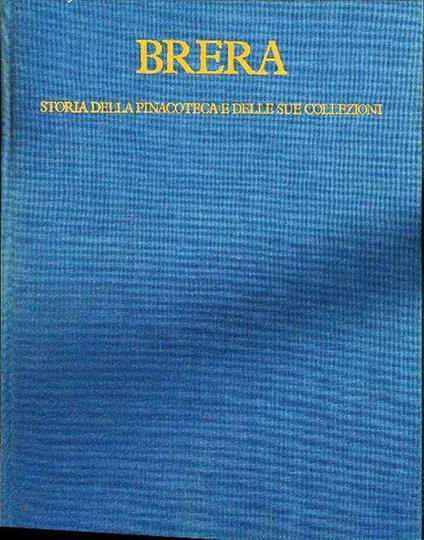 BRERA
STORIA DELLA PINACOTECA E DELLE SUE COLLEZIONI